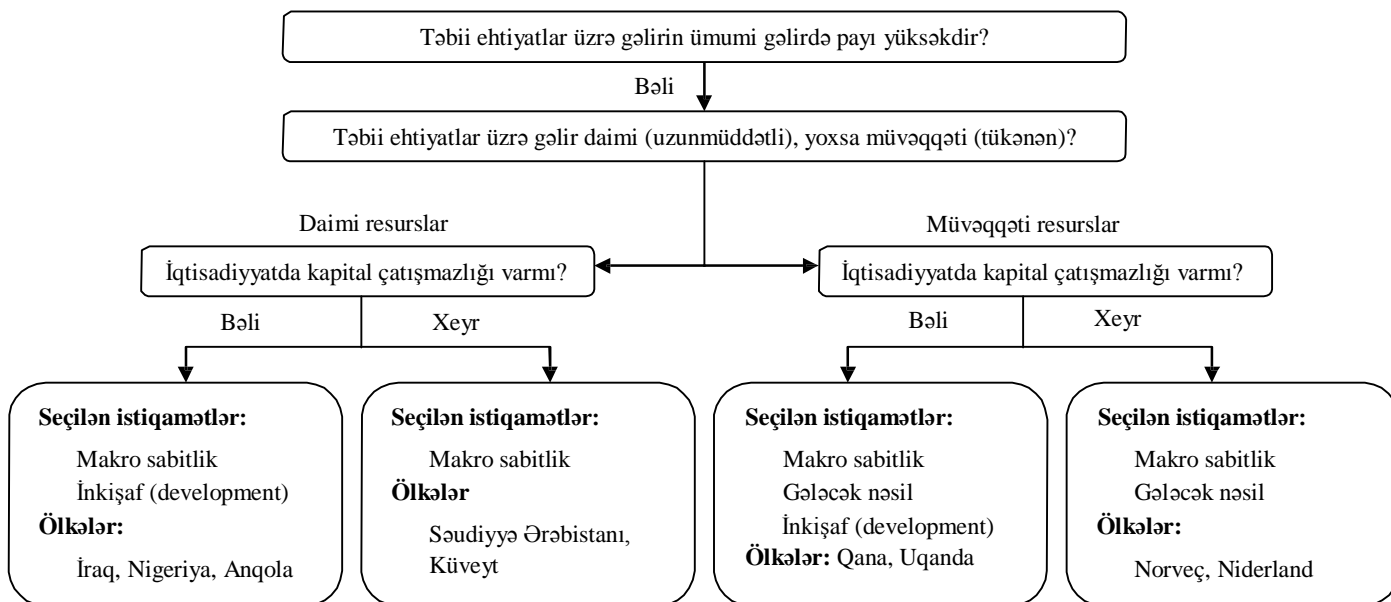 Təbii ehtiyatlar üzrə gəlirin ümumi gəlirdə payı yüksəkdir?
Bəli
Təbii ehtiyatlar üzrə gəlir daimi (uzunmüddətli), yoxsa müvəqqəti (tükənən)?
Daimi resurslar
Müvəqqəti resurslar
İqtisadiyyatda kapital çatışmazlığı varmı?
İqtisadiyyatda kapital çatışmazlığı varmı?
Bəli
Xeyr
Bəli
Xeyr
Seçilən istiqamətlər:
Makro sabitlik
İnkişaf (development)
Ölkələr:
İraq, Nigeriya, Anqola
Seçilən istiqamətlər:
Makro sabitlik
Ölkələr
Səudiyyə Ərəbistanı,
Küveyt
Seçilən istiqamətlər:
Makro sabitlik
Gələcək nəsil
İnkişaf (development)
Ölkələr: Qana, Uqanda
Seçilən istiqamətlər:
Makro sabitlik
Gələcək nəsil
Ölkələr:
Norveç, Niderland